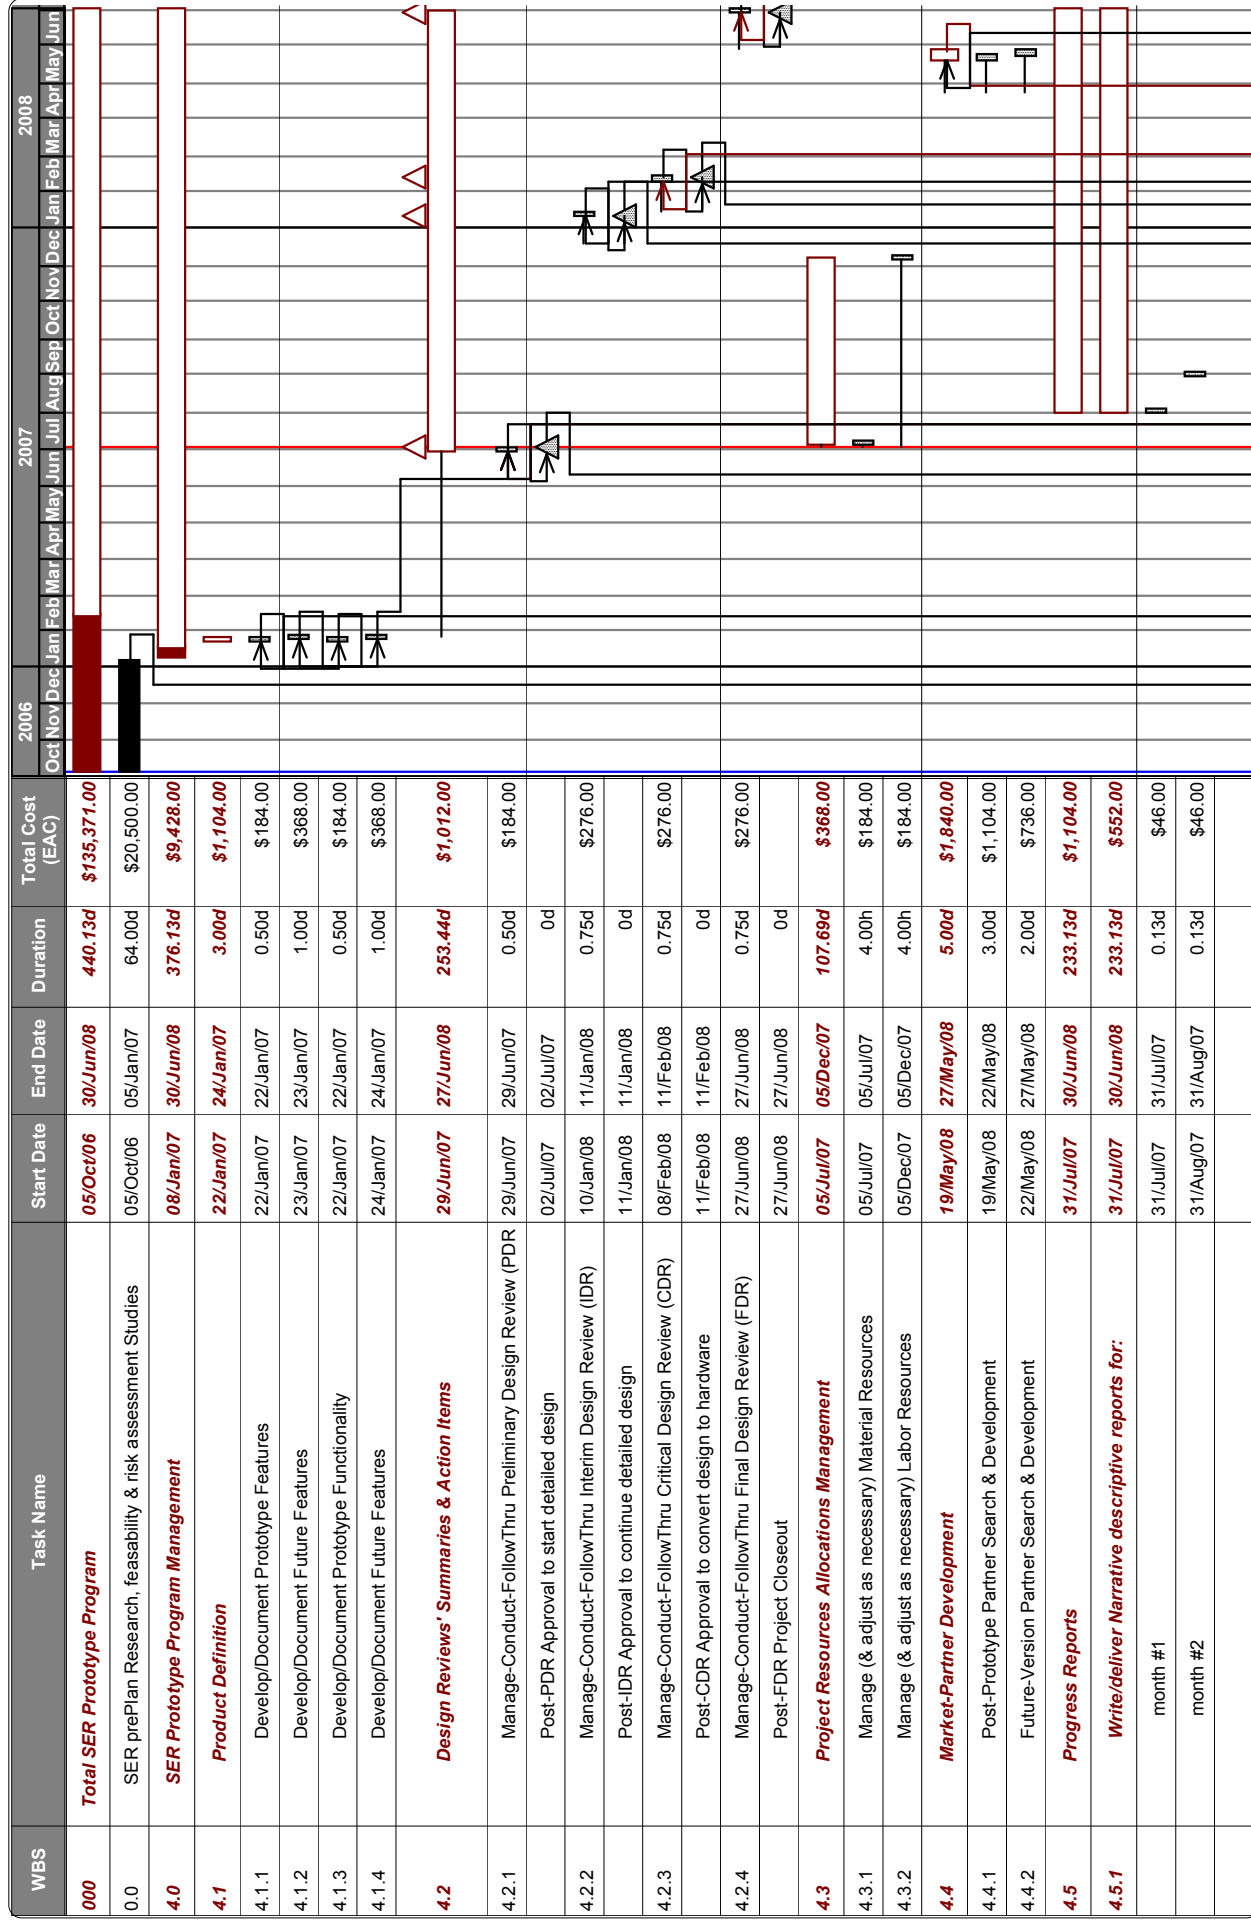 WBS Task Name Start Date End Date Duration Total Cost
(EAC)
2006 2007 2008
Oct Nov Dec Jan Feb Mar Apr May Jun Jul Aug Sep Oct Nov Dec Jan Feb Mar Apr May Jun
000 Total SER Prototype Program 05/Oct/06 30/Jun/08 440.13d $135,371.00
0.0 SER prePlan Research, feasability & risk assessment Studies 05/Oct/06 05/Jan/07 64.00d $20,500.00
4.0 SER Prototype Program Management 08/Jan/07 30/Jun/08 376.13d $9,428.00
4.1 Product Definition 22/Jan/07 24/Jan/07 3.00d $1,104.00
4.1.1 Develop/Document Prototype Features 22/Jan/07 22/Jan/07 0.50d $184.00
4.1.2 Develop/Document Future Features 23/Jan/07 23/Jan/07 1.00d $368.00
4.1.3 Develop/Document Prototype Functionality 22/Jan/07 22/Jan/07 0.50d $184.00
4.1.4 Develop/Document Future Features 24/Jan/07 24/Jan/07 1.00d $368.00
4.2 Design Reviews' Summaries & Action Items 29/Jun/07 27/Jun/08 253.44d $1,012.00
4.2.1 Manage-Conduct-FollowThru Preliminary Design Review (PDR 29/Jun/07 29/Jun/07 0.50d $184.00
Post-PDR Approval to start detailed design 02/Jul/07 02/Jul/07 0d
4.2.2 Manage-Conduct-FollowThru Interim Design Review (IDR) 10/Jan/08 11/Jan/08 0.75d $276.00
Post-IDR Approval to continue detailed design 11/Jan/08 11/Jan/08 0d
4.2.3 Manage-Conduct-FollowThru Critical Design Review (CDR) 08/Feb/08 11/Feb/08 0.75d $276.00
Post-CDR Approval to convert design to hardware 11/Feb/08 11/Feb/08 0d
4.2.4 Manage-Conduct-FollowThru Final Design Review (FDR) 27/Jun/08 27/Jun/08 0.75d $276.00
Post-FDR Project Closeout 27/Jun/08 27/Jun/08 0d
4.3 Project Resources Allocations Management 05/Jul/07 05/Dec/07 107.69d $368.00
4.3.1 Manage (& adjust as necessary) Material Resources 05/Jul/07 05/Jul/07 4.00h $184.00
4.3.2 Manage (& adjust as necessary) Labor Resources 05/Dec/07 05/Dec/07 4.00h $184.00
4.4 Market-Partner Development 19/May/08 27/May/08 5.00d $1,840.00
4.4.1 Post-Prototype Partner Search & Development 19/May/08 22/May/08 3.00d $1,104.00
4.4.2 Future-Version Partner Search & Development 22/May/08 27/May/08 2.00d $736.00
4.5 Progress Reports 31/Jul/07 30/Jun/08 233.13d $1,104.00
4.5.1 Write/deliver Narrative descriptive reports for: 31/Jul/07 30/Jun/08 233.13d $552.00
month #1 31/Jul/07 31/Jul/07 0.13d $46.00
month #2 31/Aug/07 31/Aug/07 0.13d $46.00